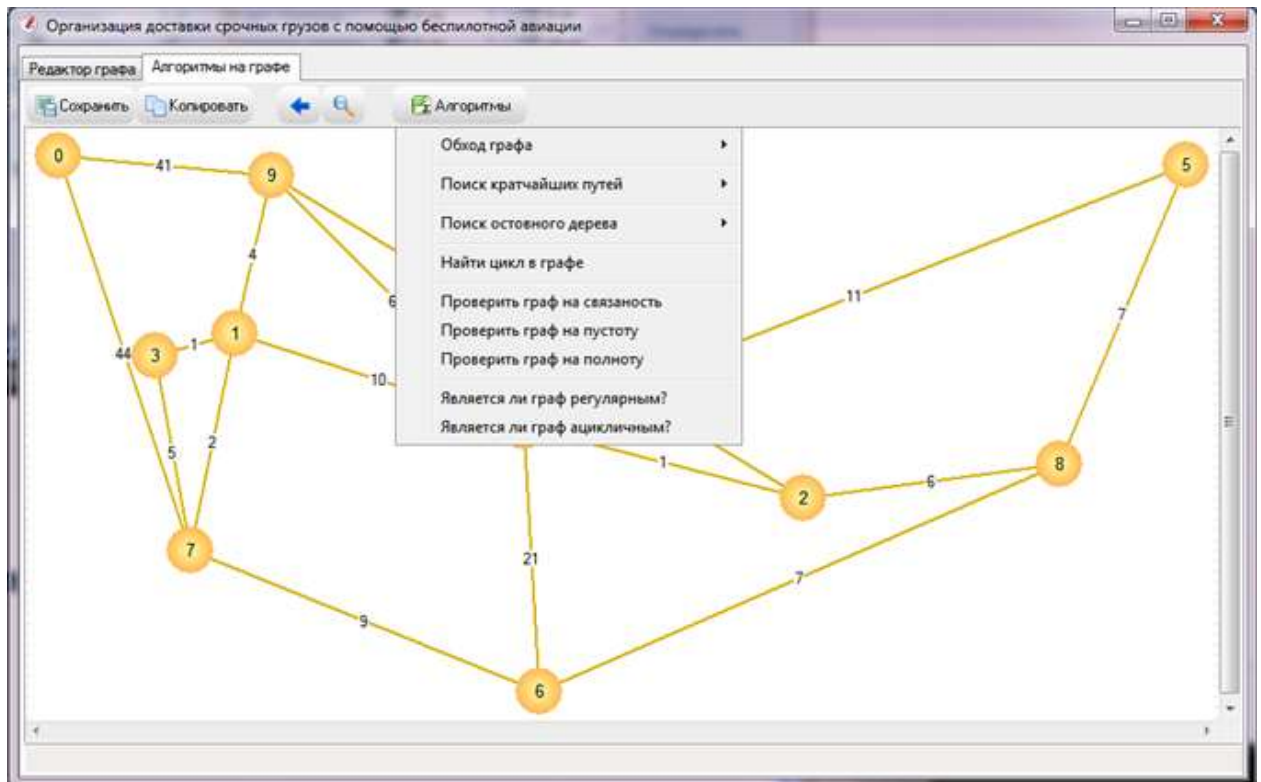 Организация доставки срочных грузов с помощью беспилотной авиации
Редактор графа Алгоритмы на графе
Сохранить Копировать Алгоритмы
Обход графа
Поиск кратчайших путей
Поиск остовного дерева
Найти цикл в графе
Проверить граф на связаность
Проверить граф на пустоту
Проверить граф на полноту
Является ли граф регулярным?
Является ли граф ацикличным?
0 41 9 5
4
6 11
7
44 3 1 1
10
5 2
1 2 6 8
7 21
7
9
6